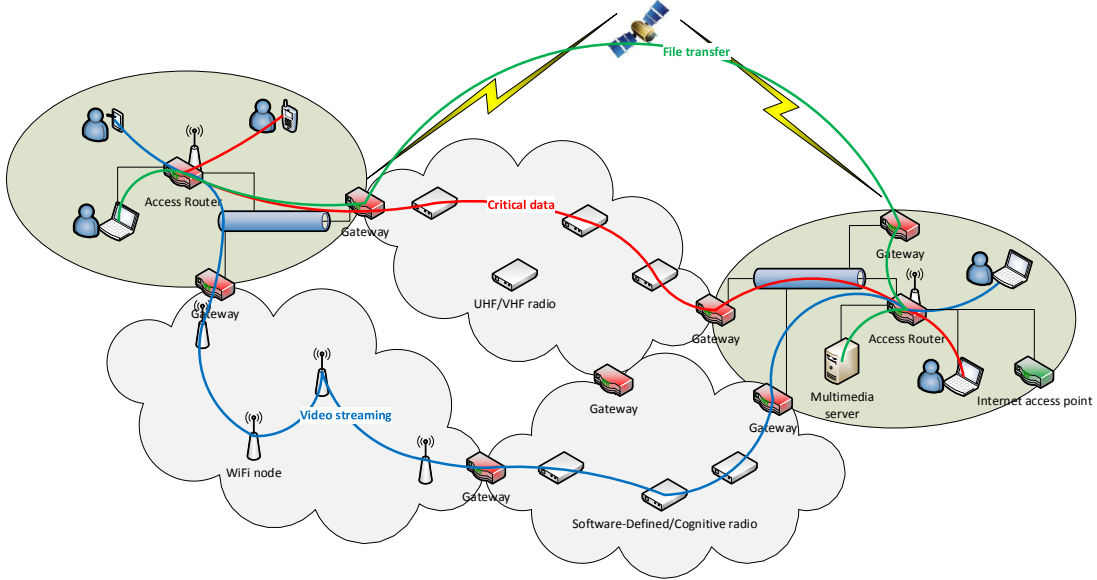 File transfer
Access Router
Gateway
Critical data
Gateway
UHF/VHF radio
Gateway
Gateway
Access Router
Multimedia
server
Internet access point
Gateway
Gateway
Video streaming
WiFi node
Gateway
Software-Defined/Cognitive radio